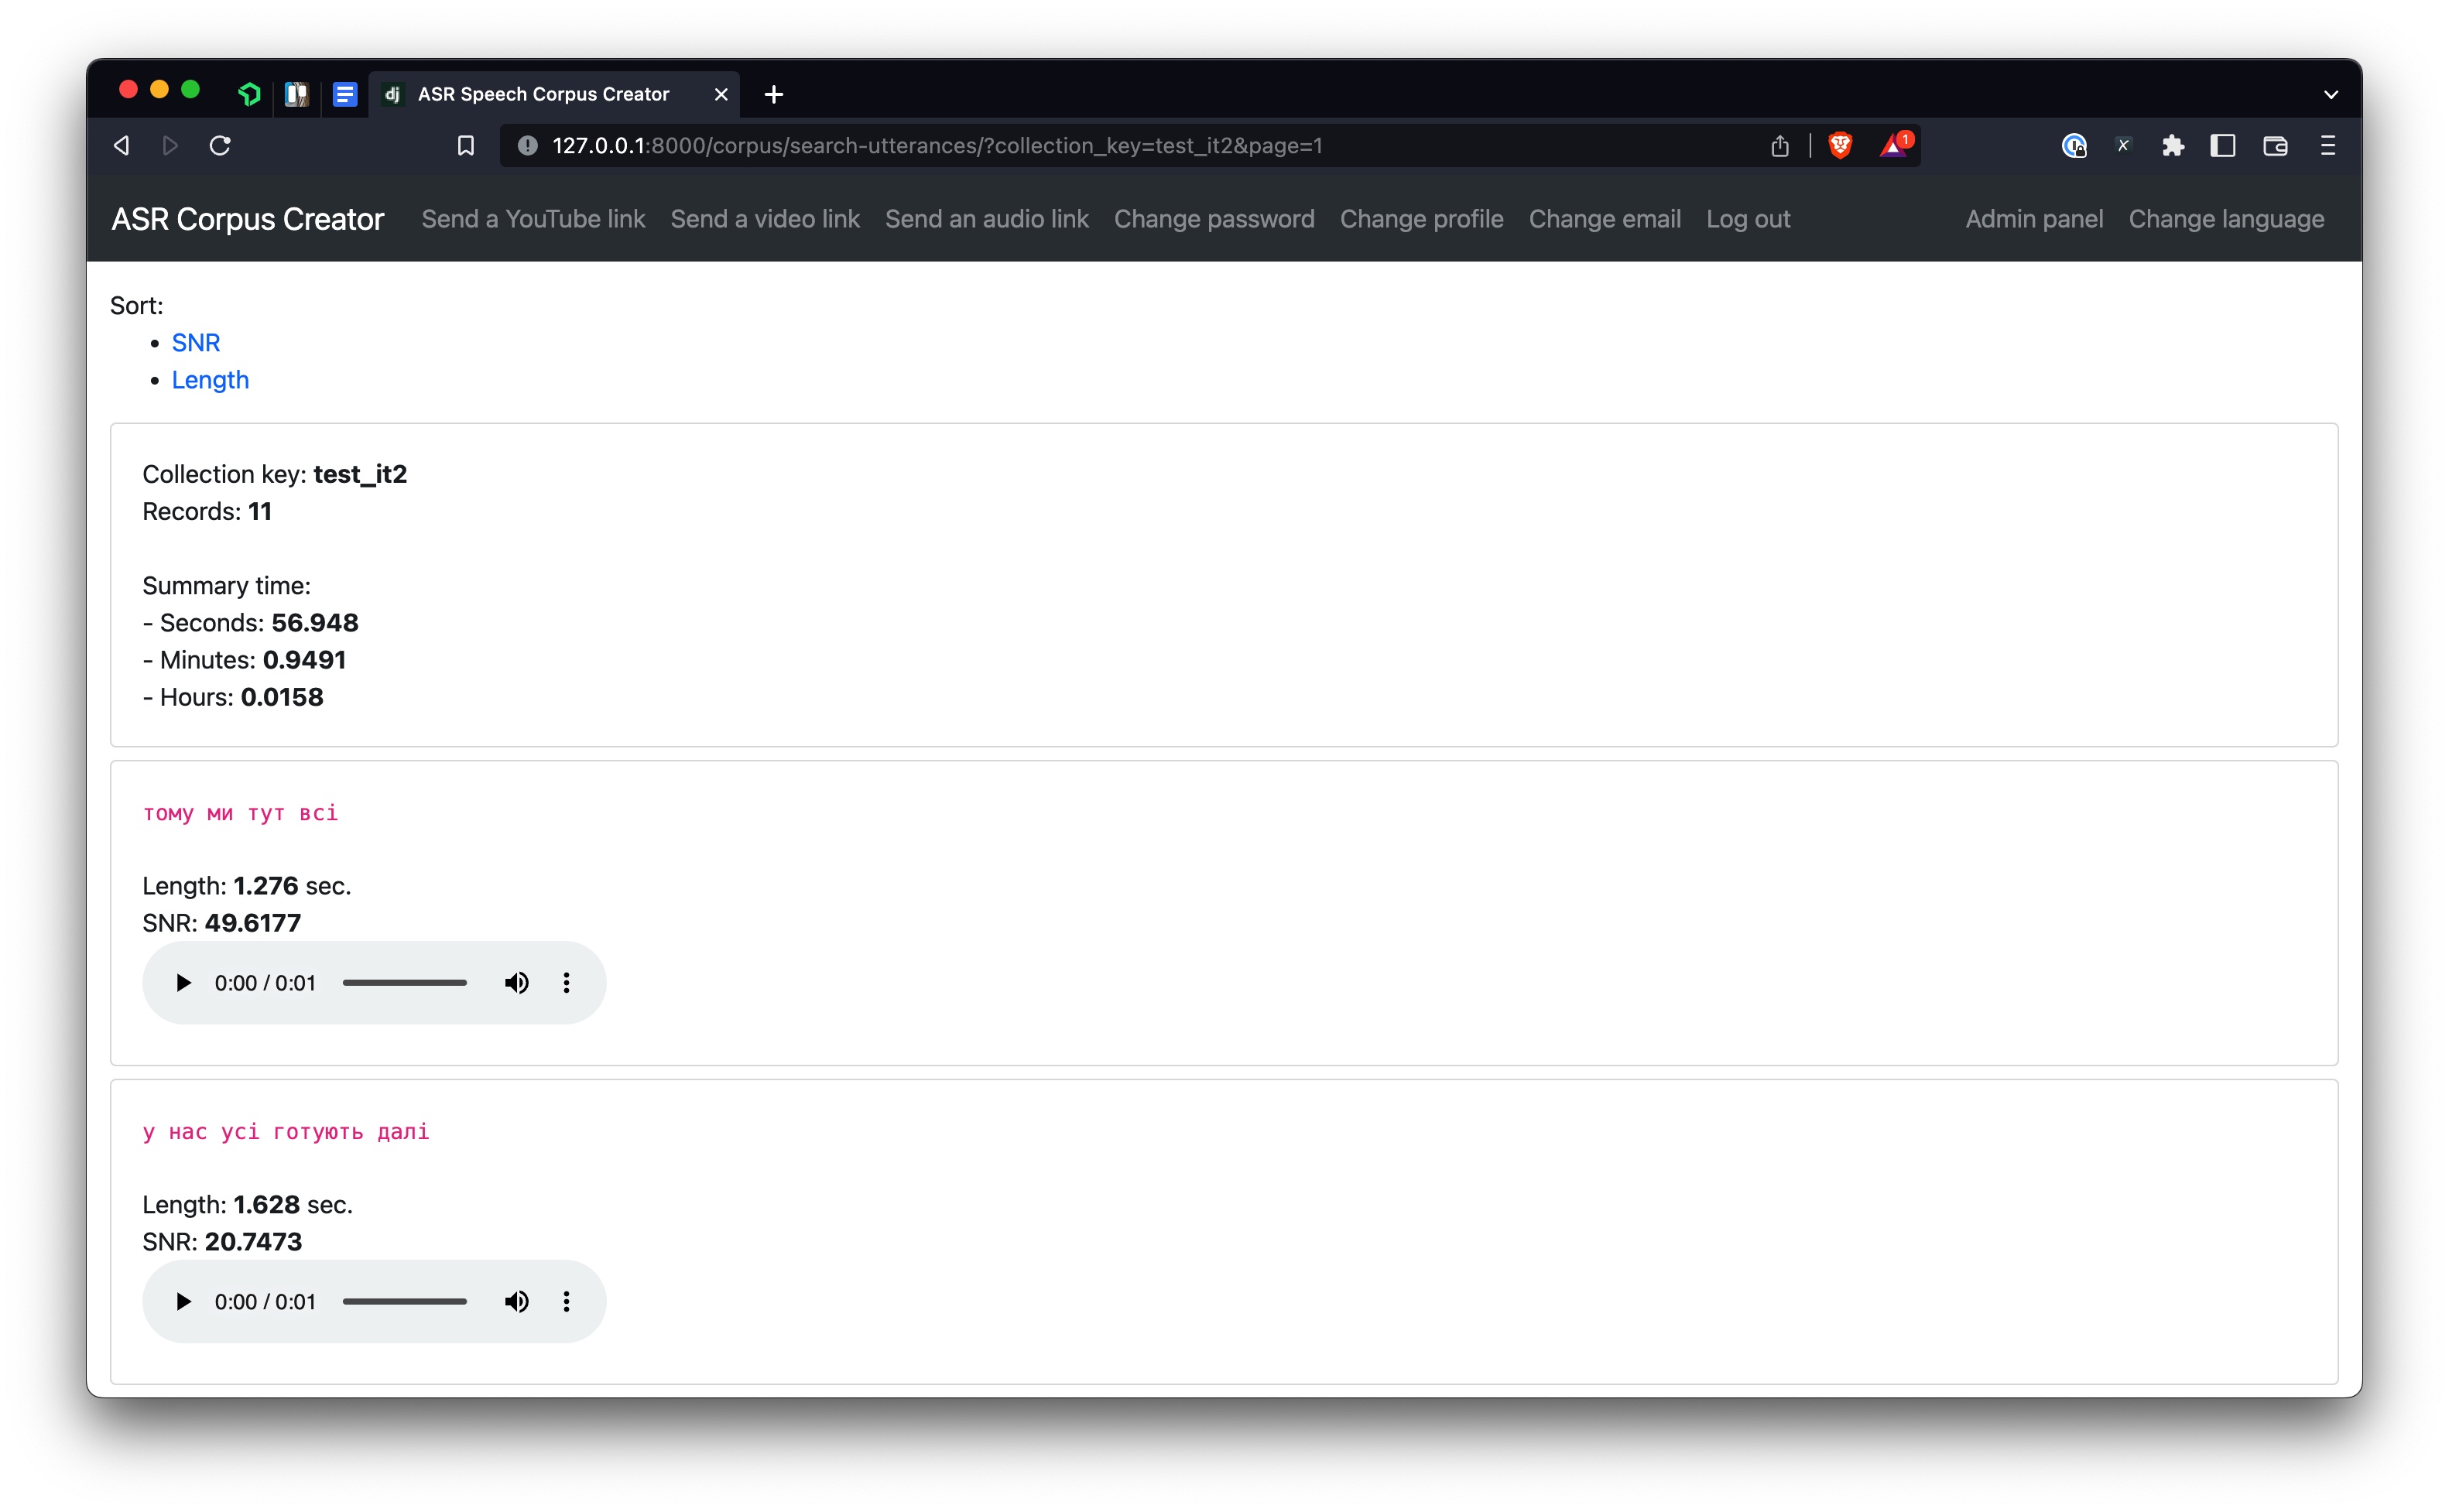 ASR Speech Corpus Creator
127.0.0.1:8000/corpus/search-utterances/?collection_key=test_it2&page=1
1
ASR Corpus Creator Send a YouTube link Send a video link Send an audio link Change password Change profile Change email Log out Admin panel Change language
Sort:
• SNR
• Length
Collection key: test_it2
Records: 11
Summary time:
- Seconds: 56.948
- Minutes: 0.9491
- Hours: 0.0158
тому ми тут всі
Length: 1.276 sec.
SNR: 49.6177
0:00 / 0:01
у нас усі готують далі
Length: 1.628 sec.
SNR: 20.7473
0:00 / 0:01